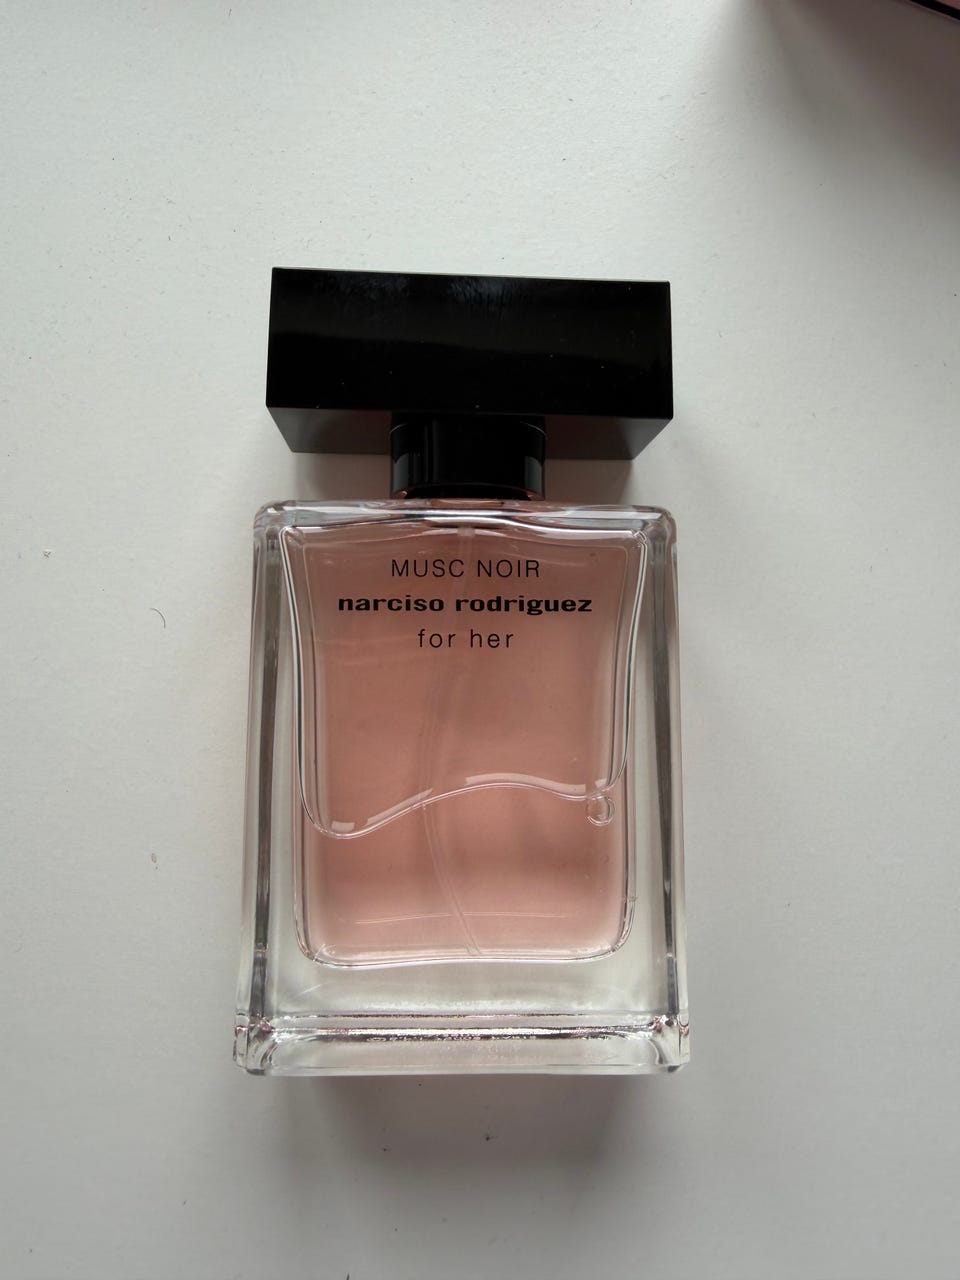 MUSC NOIR
narciso rodriguez
for her